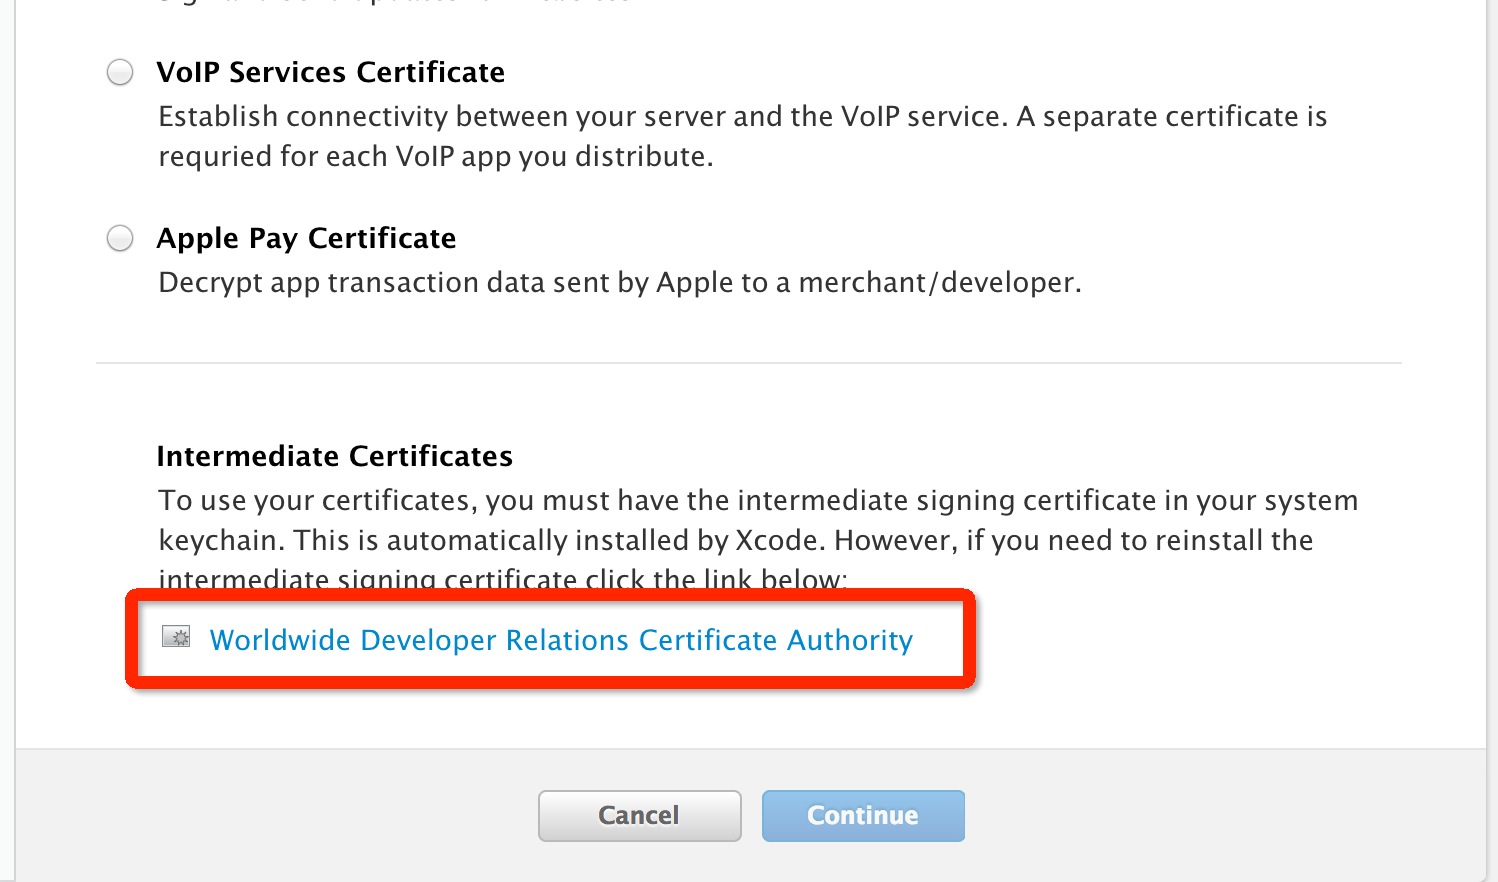 VoIP Services Certificate
Establish connectivity between your server and the VoIP service. A separate certificate is
requried for each VoIP app you distribute.
Apple Pay Certificate
Decrypt app transaction data sent by Apple to a merchant/developer.
Intermediate Certificates
To use your certificates, you must have the intermediate signing certificate in your system
keychain. This is automatically installed by Xcode. However, if you need to reinstall the
intermediate signing certificate click the link below:
Worldwide Developer Relations Certificate Authority
Cancel
Continue